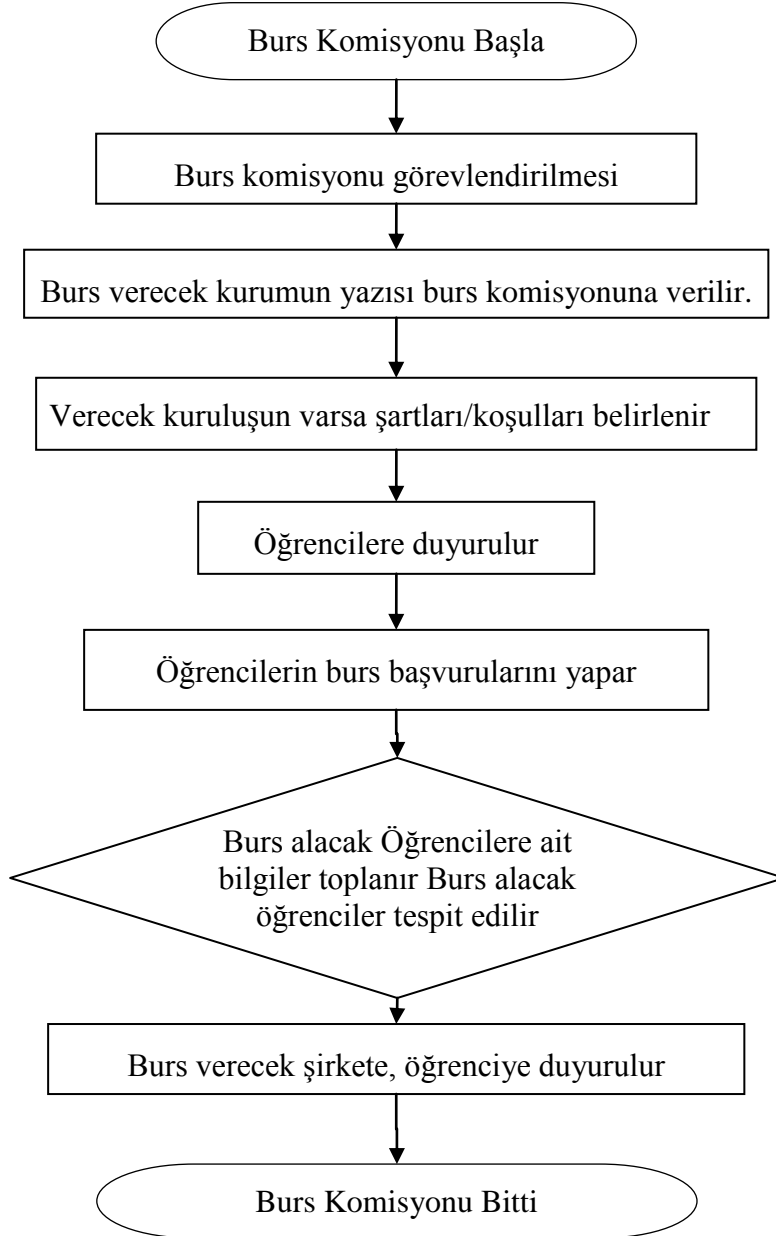 Burs Komisyonu Başla
Burs komisyonu görevlendirilmesi
Burs verecek kurumun yazısı burs komisyonuna verilir.
Verecek kuruluşun varsa şartları/koşulları belirlenir
Öğrencilere duyurulur
Öğrencilerin burs başvurularını yapar
Burs alacak Öğrencilere ait
bilgiler toplanır Burs alacak
öğrenciler tespit edilir
Burs verecek şirkete, öğrenciye duyurulur
Burs Komisyonu Bitti